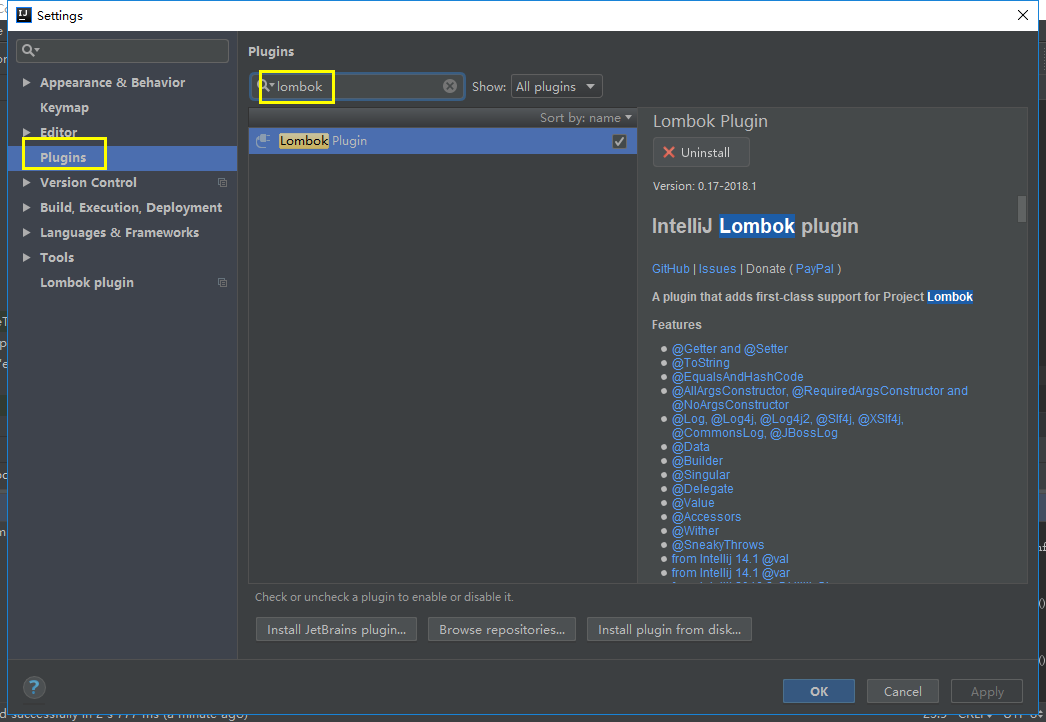 Settings
Appearance & Behavior
Keymap
Editor
Plugins
Version Control
Build, Execution, Deployment
Languages & Frameworks
Tools
Lombok plugin
Plugins
lombok
Show: All plugins
Sort by: name
Lombok Plugin
Lombok Plugin
Uninstall
Version: 0.17-2018.1
IntelliJ Lombok plugin
GitHub | Issues | Donate ( PayPal )
A plugin that adds first-class support for Project Lombok
Features
@Getter and @Setter
@ToString
@EqualsAndHashCode
@AllArgsConstructor, @RequiredArgsConstructor and
@NoArgsConstructor
@Log, @Log4j, @Log4j2, @Slf4j, @XSlf4j,
@CommonsLog, @JBossLog
@Data
@Builder
@Singular
@Delegate
@Value
@Accessors
@Wither
@SneakyThrows
from Intellij 14.1 @val
from Intellij 14.1 @var
Check or uncheck a plugin to enable or disable it.
Install JetBrains plugin...
Browse repositories...
Install plugin from disk...
?
OK
Cancel
Apply